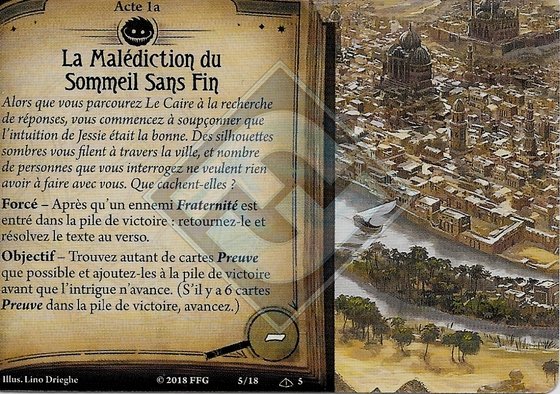 Acte 1a
La Malédiction du
Sommeil Sans Fin
Alors que vous parcourez Le Caire à la recherche
de réponses, vous commencez à soupçonner que
l'intuition de Jessie était la bonne. Des silhouettes
sombres vous filent à travers la ville, et nombre
de personnes que vous interrogez ne veulent rien
avoir à faire avec vous. Que cachent-elles ?
Forcé – Après qu'un ennemi Fraternité est
entré dans la pile de victoire : retournez-le et
résolvez le texte au verso.
Objectif – Trouvez autant de cartes Preuve
que possible et ajoutez-les à la pile de victoire
avant que l'intrigue n'avance. (S'il y a 6 cartes
Preuve dans la pile de victoire, avancez.)
–
Illus. Lino Drieghe
© 2018 FFG
5/18
5